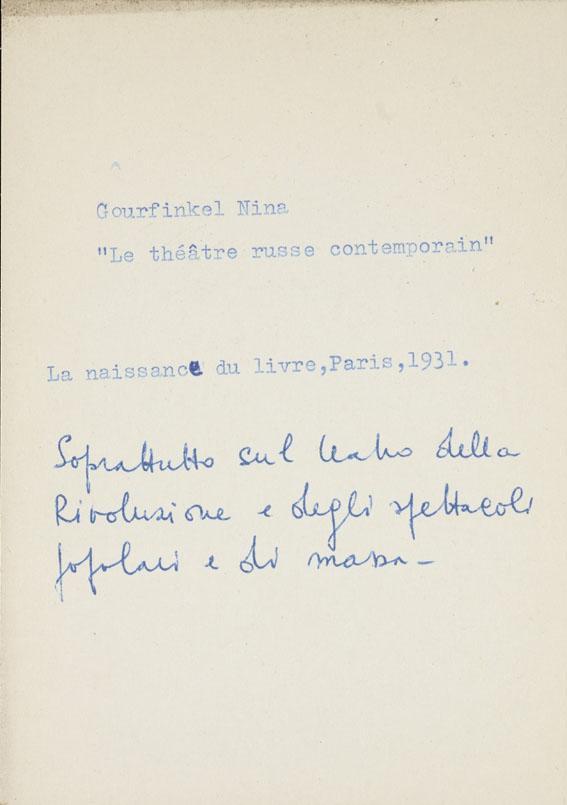 Gourfinkel Nina
"Le théâtre russe contemporain"
La naissance du livre,Paris,1931.
Soprattutto sul teatro della
Rivoluzione e degli spettacoli
popolari e di massa –